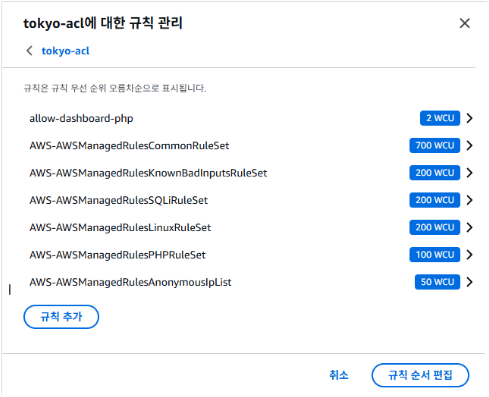 tokyo-acl에 대한 규칙 관리
tokyo-acl
규칙은 규칙 우선 순위 오름차순으로 표시됩니다.
allow-dashboard-php 2 WCU
AWS-AWSManagedRulesCommonRuleSet 700 WCU
AWS-AWSManagedRulesKnownBadInputsRuleSet 200 WCU
AWS-AWSManagedRulesSQLiRuleSet 200 WCU
AWS-AWSManagedRulesLinuxRuleSet 200 WCU
AWS-AWSManagedRulesPHPRuleSet 100 WCU
AWS-AWSManagedRulesAnonymousIpList 50 WCU
규칙 추가
취소 규칙 순서 편집